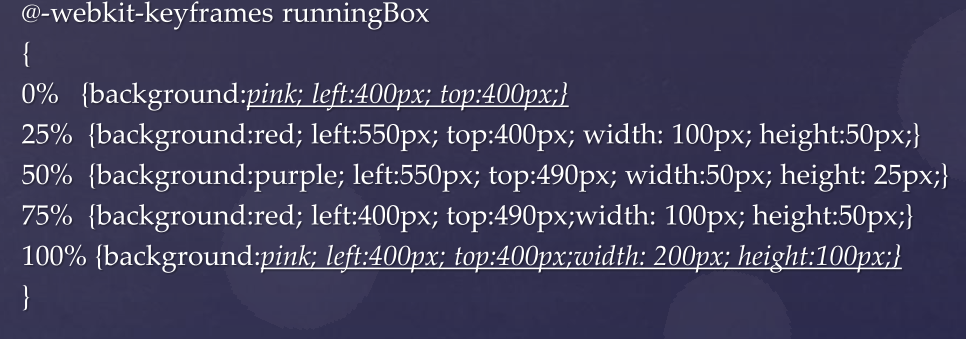 @-webkit-keyframes runningBox
{
0% {background:pink; left:400px; top:400px;}
25% {background:red; left:550px; top:400px; width: 100px; height:50px;}
50% {background:purple; left:550px; top:490px; width:50px; height: 25px;}
75% {background:red; left:400px; top:490px;width: 100px; height:50px;}
100% {background:pink; left:400px; top:400px;width: 200px; height:100px;}
}